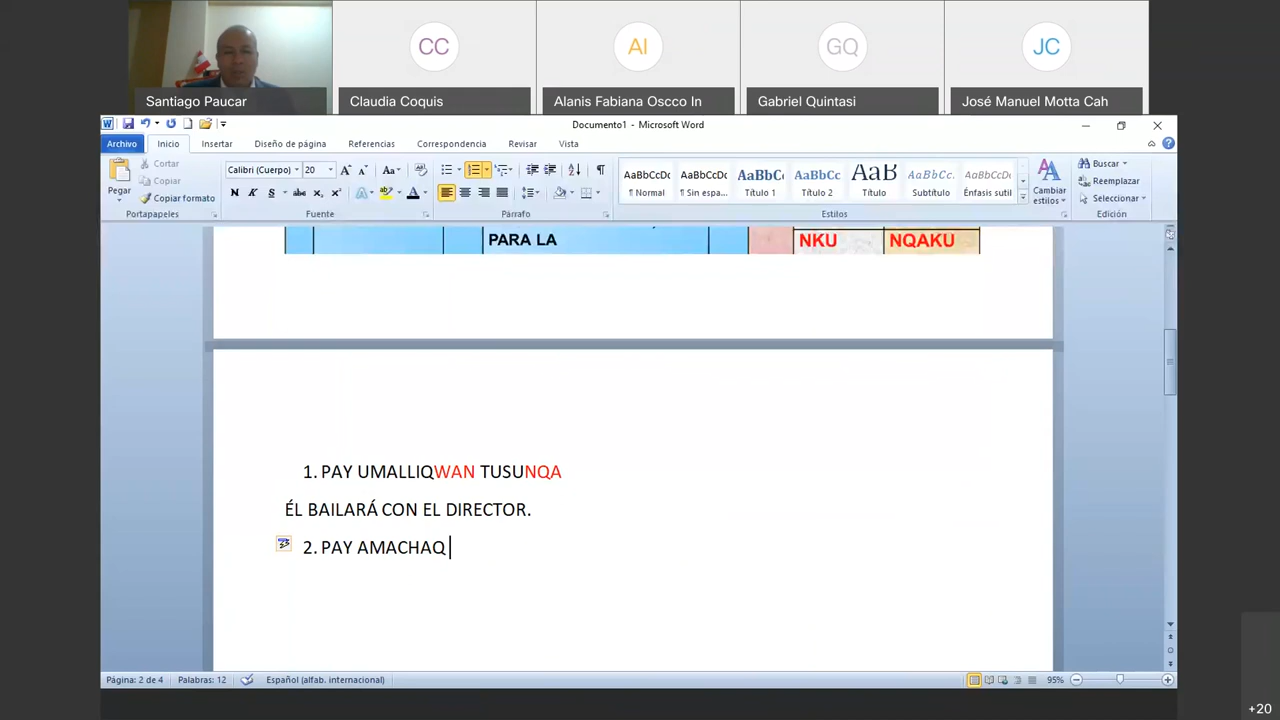 CC
AI
GQ
JC
Santiago Paucar
Claudia Coquis
Alanis Fabiana Oscco In
Gabriel Quintasi
José Manuel Motta Cah
Documento1 - Microsoft Word
Archivo Inicio Insertar Diseño de página Referencias Correspondencia Revisar Vista
Pegar
Cortar
Copiar
Copiar formato
Portapapeles
Calibri (Cuerpo) 20
Fuente
Párrafo
AaBbCcDc ¶ Normal
AaBbCcDc ¶ Sin espa...
AaBbCc Título 1
AaBbCc Título 2
AaB Título
AaBbCc. Subtítulo
AaBbCcDc Énfasis sutil
Estilos
Cambiar estilos
Buscar
Reemplazar
Seleccionar
Edición
PARA LA NKU NQAKU
1. PAY UMALLIQWAN TUSUNQA
ÉL BAILARÁ CON EL DIRECTOR.
2. PAY AMACHAQ
Página: 2 de 4 Palabras: 12 Español (alfab. internacional) 95%
+20